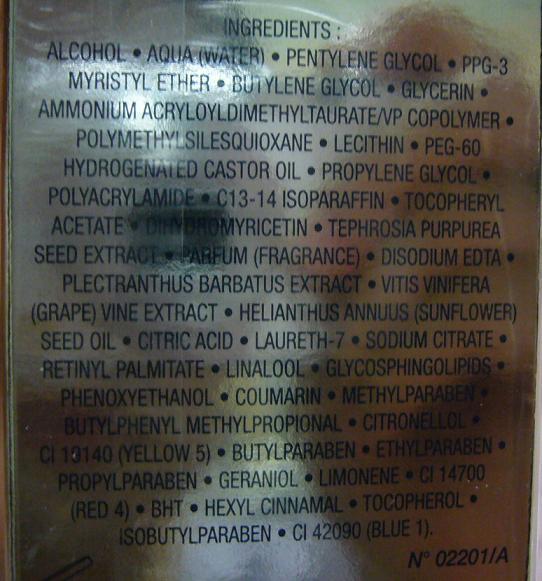 INGREDIENTS :
ALCOHOL • AQUA (WATER) • PENTYLENE GLYCOL • PPG-3
MYRISTYL ETHER • BUTYLENE GLYCOL • GLYCERIN •
AMMONIUM ACRYLOYLDIMETHYLTAURATE/VP COPOLYMER •
POLYMETHYLSILESQUIOXANE • LECITHIN • PEG-60
HYDROGENATED CASTOR OIL • PROPYLENE GLYCOL •
POLYACRYLAMIDE • C13-14 ISOPARAFFIN • TOCOPHERYL
ACETATE • DIHYDROMYRICETIN • TEPHROSIA PURPUREA
SEED EXTRACT • PARFUM (FRAGRANCE) • DISODIUM EDTA •
PLECTRANTHUS BARBATUS EXTRACT • VITIS VINIFERA
(GRAPE) VINE EXTRACT • HELIANTHUS ANNUUS (SUNFLOWER)
SEED OIL • CITRIC ACID • LAURETH-7 • SODIUM CITRATE •
RETINYL PALMITATE • LINALOOL • GLYCOSPHINGOLIPIDS •
PHENOXYETHANOL • COUMARIN • METHYLPARABEN •
BUTYLPHENYL METHYLPROPIONAL • CITRONELLOL •
CI 19140 (YELLOW 5) • BUTYLPARABEN • ETHYLPARABEN •
PROPYLPARABEN • GERANIOL • LIMONENE • CI 14700
(RED 4) • BHT • HEXYL CINNAMAL • TOCOPHEROL •
ISOBUTYLPARABEN • CI 42090 (BLUE 1).
N° 02201/A